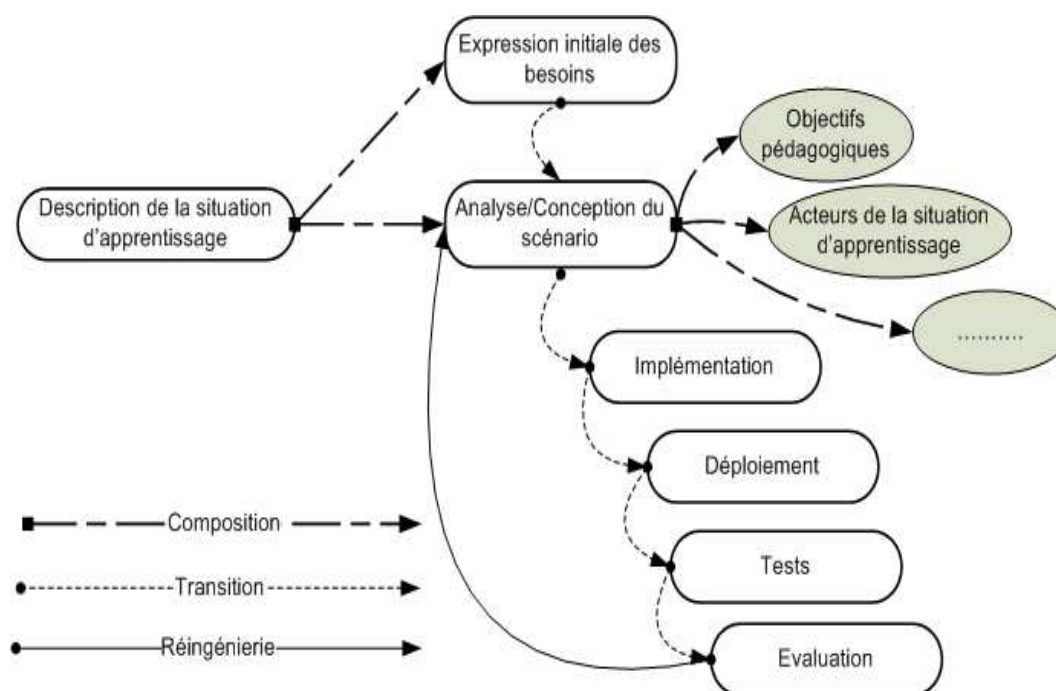 Expression initiale des
besoins
Objectifs
pédagogiques
Description de la situation
d'apprentissage
Analyse/Conception du
scénario
Acteurs de la situation
d'apprentissage
..........
Implémentation
Déploiement
Composition
Tests
Transition
Réingénierie
Evaluation